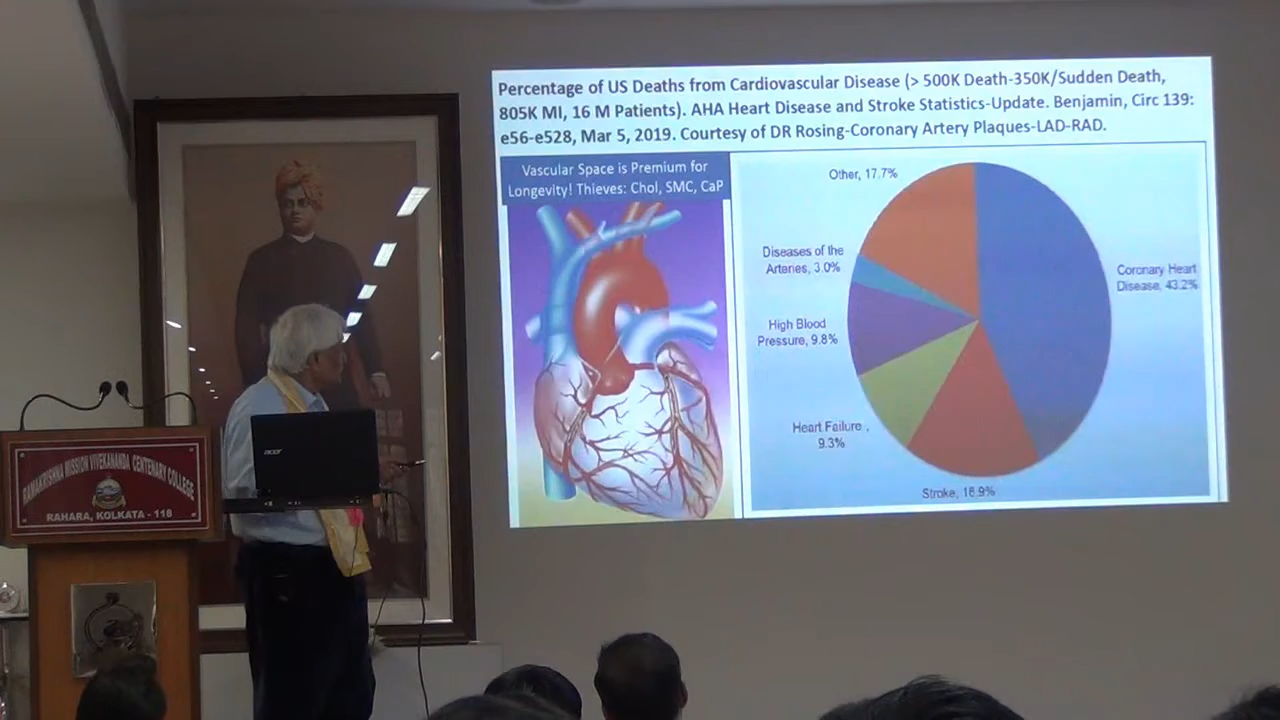 Percentage of US Deaths from Cardiovascular Disease (> 500K Death-350K/Sudden Death,
805K MI, 16 M Patients). AHA Heart Disease and Stroke Statistics-Update. Benjamin, Circ 139:
e56-e528, Mar 5, 2019. Courtesy of DR Rosing-Coronary Artery Plaques-LAD-RAD.
Vascular Space is Premium for
Longevity! Thieves: Chol, SMC, CaP
Other, 17.7%
Diseases of the
Arteries, 3.0%
High Blood
Pressure, 9.8%
Heart Failure ,
9.3%
Stroke, 16.9%
Coronary Heart
Disease, 43.2%
acer
RAMAKRISHNA MISSION VIVEKANANDA CENTENARY COLLEGE
RAHARA, KOLKATA - 118